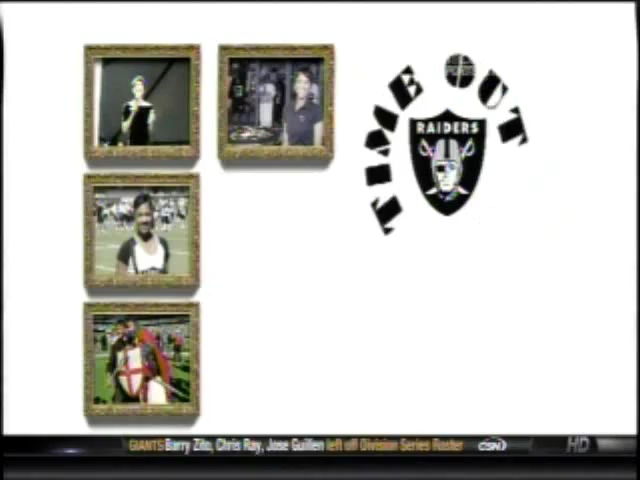 TIME OUT
RAIDERS
GIANTS Barry Zito, Chris Ray, Jose Guillen left off Division Series Roster CSN HD